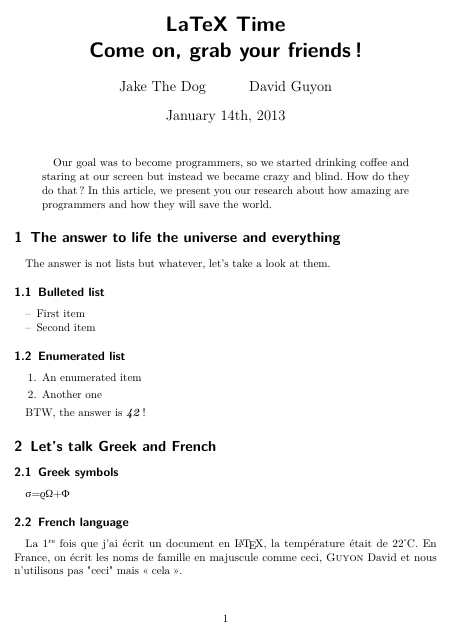 LaTeX Time
Come on, grab your friends !
Jake The Dog David Guyon
January 14th, 2013
Our goal was to become programmers, so we started drinking coffee and
staring at our screen but instead we became crazy and blind. How do they
do that ? In this article, we present you our research about how amazing are
programmers and how they will save the world.
1 The answer to life the universe and everything
The answer is not lists but whatever, let's take a look at them.
1.1 Bulleted list
– First item
– Second item
1.2 Enumerated list
1. An enumerated item
2. Another one
BTW, the answer is 42 !
2 Let's talk Greek and French
2.1 Greek symbols
σ=ϱΩ+Φ
2.2 French language
La 1re fois que j'ai écrit un document en LATEX, la température était de 22°C. En
France, on écrit les noms de famille en majuscule comme ceci, GUYON David et nous
n'utilisons pas "ceci" mais « cela ».
1